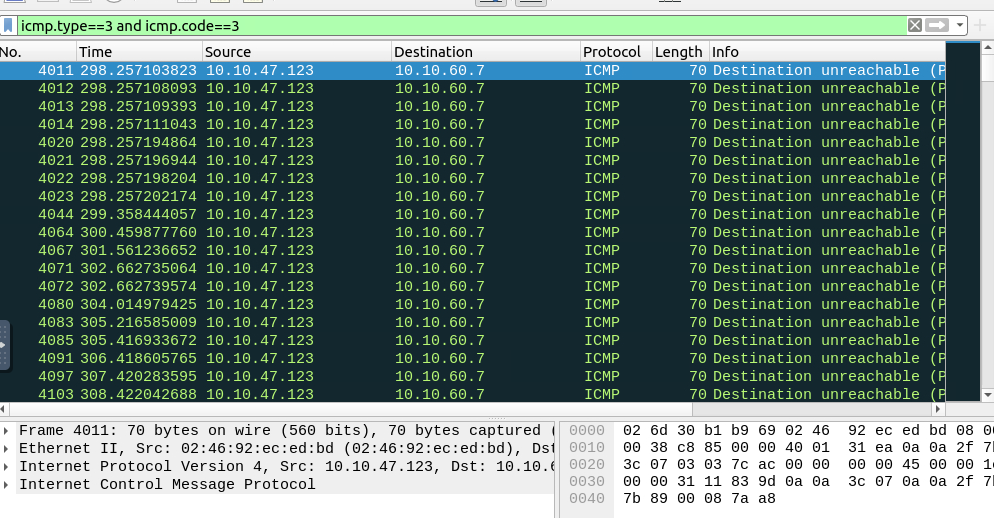 icmp.type==3 and icmp.code==3
No. Time Source Destination Protocol Length Info
4011 298.257103823 10.10.47.123 10.10.60.7 ICMP 70 Destination unreachable (P
4012 298.257108093 10.10.47.123 10.10.60.7 ICMP 70 Destination unreachable (P
4013 298.257109393 10.10.47.123 10.10.60.7 ICMP 70 Destination unreachable (P
4014 298.257111043 10.10.47.123 10.10.60.7 ICMP 70 Destination unreachable (P
4020 298.257194864 10.10.47.123 10.10.60.7 ICMP 70 Destination unreachable (P
4021 298.257196944 10.10.47.123 10.10.60.7 ICMP 70 Destination unreachable (P
4022 298.257198204 10.10.47.123 10.10.60.7 ICMP 70 Destination unreachable (P
4023 298.257202174 10.10.47.123 10.10.60.7 ICMP 70 Destination unreachable (P
4044 299.358444057 10.10.47.123 10.10.60.7 ICMP 70 Destination unreachable (P
4064 300.459877760 10.10.47.123 10.10.60.7 ICMP 70 Destination unreachable (P
4067 301.561236652 10.10.47.123 10.10.60.7 ICMP 70 Destination unreachable (P
4071 302.662735064 10.10.47.123 10.10.60.7 ICMP 70 Destination unreachable (P
4072 302.662739574 10.10.47.123 10.10.60.7 ICMP 70 Destination unreachable (P
4080 304.014979425 10.10.47.123 10.10.60.7 ICMP 70 Destination unreachable (P
4083 305.216585009 10.10.47.123 10.10.60.7 ICMP 70 Destination unreachable (P
4085 305.416933672 10.10.47.123 10.10.60.7 ICMP 70 Destination unreachable (P
4091 306.418605765 10.10.47.123 10.10.60.7 ICMP 70 Destination unreachable (P
4097 307.420283595 10.10.47.123 10.10.60.7 ICMP 70 Destination unreachable (P
4103 308.422042688 10.10.47.123 10.10.60.7 ICMP 70 Destination unreachable (P
Frame 4011: 70 bytes on wire (560 bits), 70 bytes captured (
Ethernet II, Src: 02:46:92:ec:ed:bd (02:46:92:ec:ed:bd), Dst
Internet Protocol Version 4, Src: 10.10.47.123, Dst: 10.10.6
Internet Control Message Protocol
0000 02 6d 30 b1 b9 69 02 46 92 ec ed bd 08 00
0010 00 38 c8 85 00 00 40 01 31 ea 0a 0a 2f 7b
0020 3c 07 03 03 7c ac 00 00 00 00 45 00 00 1c
0030 00 00 31 11 83 9d 0a 0a 3c 07 0a 0a 2f 7b
0040 7b 89 00 08 7a a8